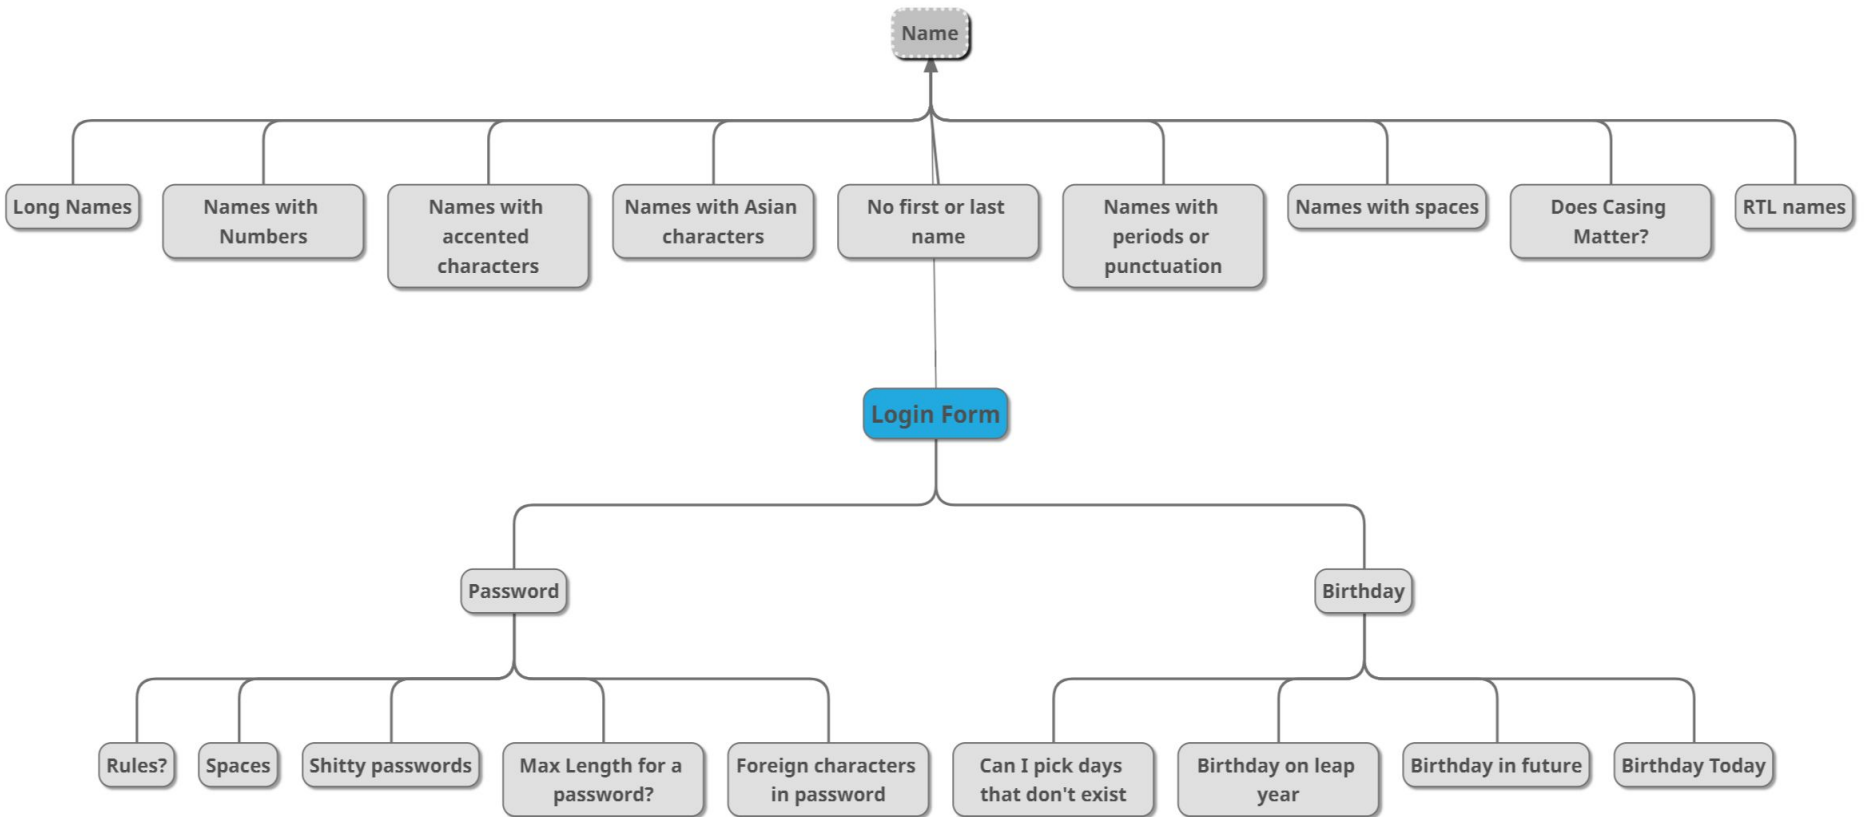 Name
Long Names
Names with
Numbers
Names with
accented
characters
Names with Asian
characters
No first or last
name
Names with
periods or
punctuation
Names with spaces
Does Casing
Matter?
RTL names
Login Form
Password
Birthday
Rules?
Spaces
Shitty passwords
Max Length for a
password?
Foreign characters
in password
Can I pick days
that don't exist
Birthday on leap
year
Birthday in future
Birthday Today